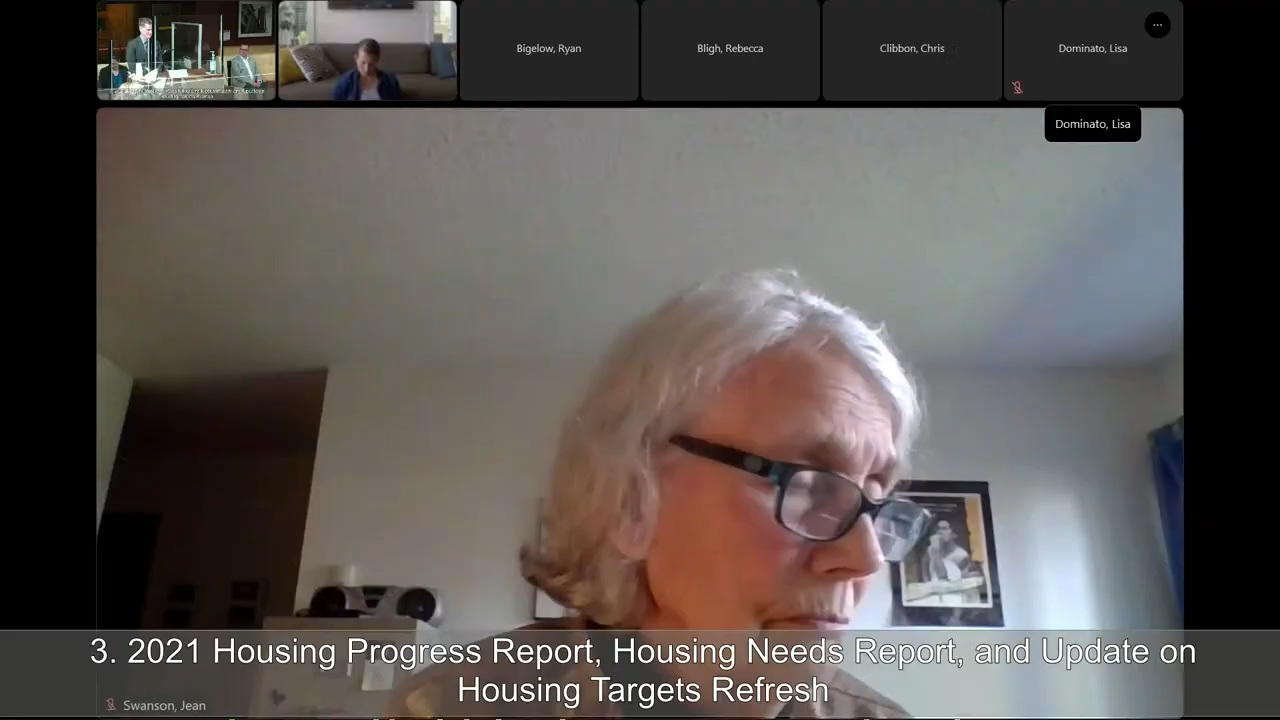 Bigelow, Ryan
Bligh, Rebecca
Clibbon, Chris
Dominato, Lisa
Dominato, Lisa
3. 2021 Housing Progress Report, Housing Needs Report, and Update on
Housing Targets Refresh
Swanson, Jean